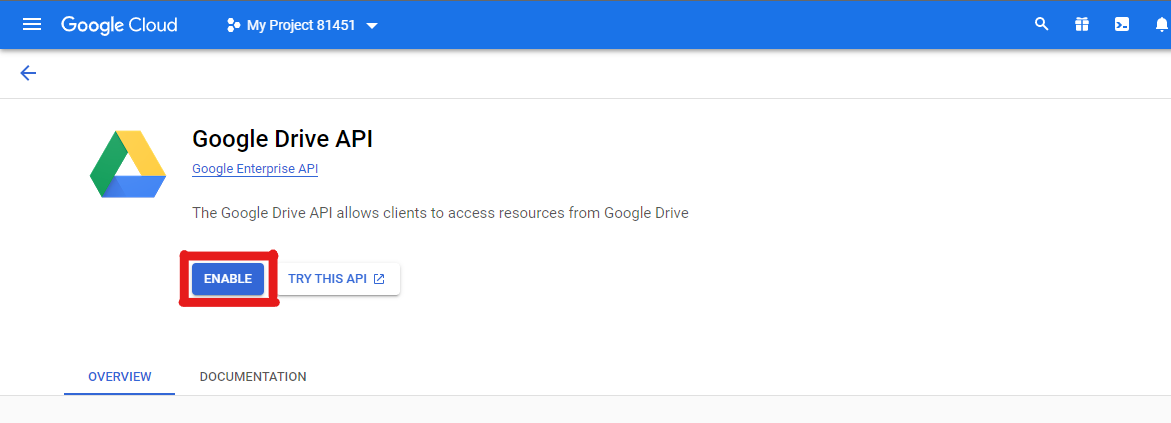 Google Cloud My Project 81451
Google Drive API
Google Enterprise API
The Google Drive API allows clients to access resources from Google Drive
ENABLE TRY THIS API
OVERVIEW DOCUMENTATION